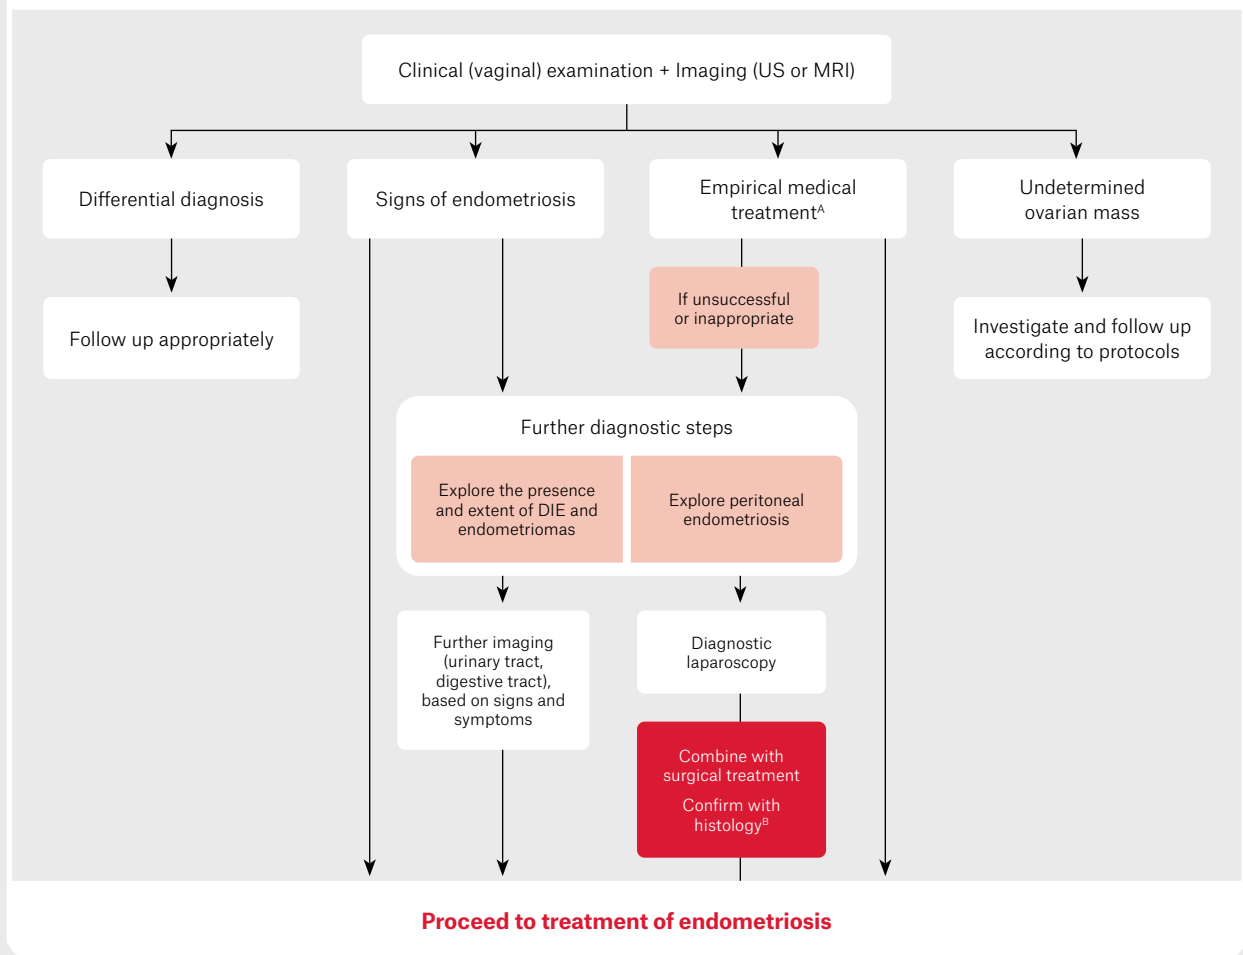 Clinical (vaginal) examination + Imaging (US or MRI)
Differential diagnosis
Signs of endometriosis
Empirical medical
treatmentᴬ
Undetermined
ovarian mass
If unsuccessful
or inappropriate
Follow up appropriately
Investigate and follow up
according to protocols
Further diagnostic steps
Explore the presence
and extent of DIE and
endometriomas
Explore peritoneal
endometriosis
Further imaging
(urinary tract,
digestive tract),
based on signs and
symptoms
Diagnostic
laparoscopy
Combine with
surgical treatment
Confirm with
histologyᴮ
Proceed to treatment of endometriosis